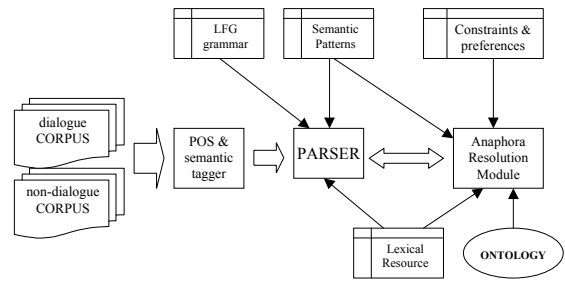 LFG
grammar
Semantic
Patterns
Constraints &
preferences
dialogue
CORPUS
non-dialogue
CORPUS
POS &
semantic
tagger
PARSER
Anaphora
Resolution
Module
Lexical
Resource
ONTOLOGY